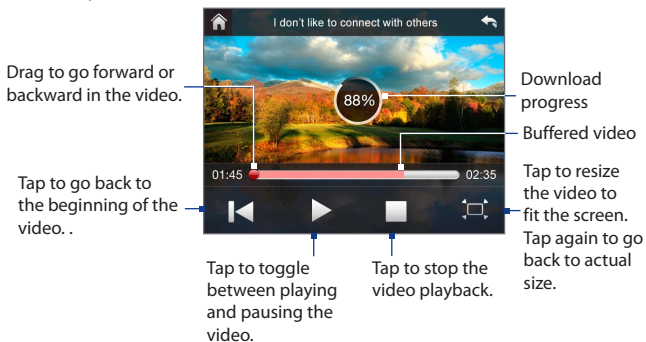 I don't like to connect with others
Drag to go forward or
backward in the video.
88%
Download
progress
Buffered video
01:45
02:35
Tap to go back to
the beginning of the
video. .
Tap to resize
the video to
fit the screen.
Tap again to go
back to actual
size.
Tap to toggle
between playing
and pausing the
video.
Tap to stop the
video playback.